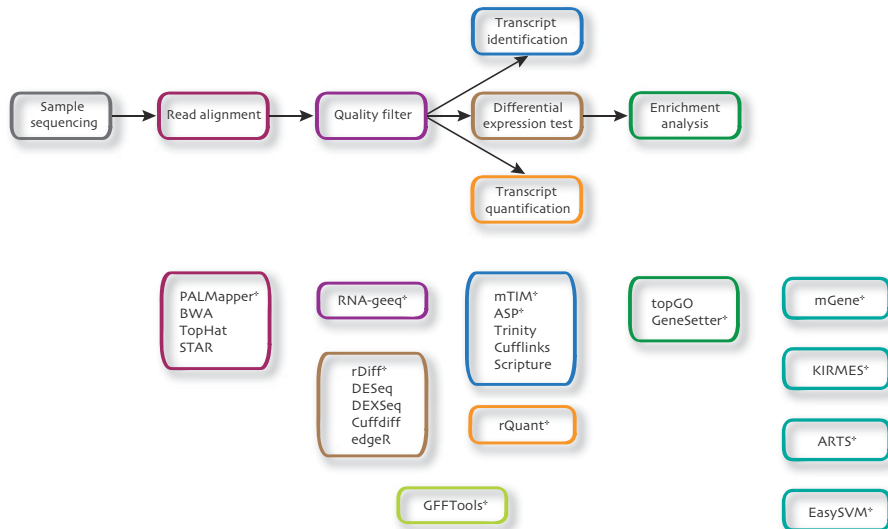 Transcript
identification
Sample
sequencing
Read alignment
Quality filter
Differential
expression test
Enrichment
analysis
Transcript
quantification
PALMapper*
BWA
TopHat
STAR
RNA-geeq*
rDiff*
DESeq
DEXSeq
Cuffdiff
edgeR
mTIM*
ASP*
Trinity
Cufflinks
Scripture
rQuant*
topGO
GeneSetter*
GFFTools*
mGene*
KIRMES*
ARTS*
EasySVM*